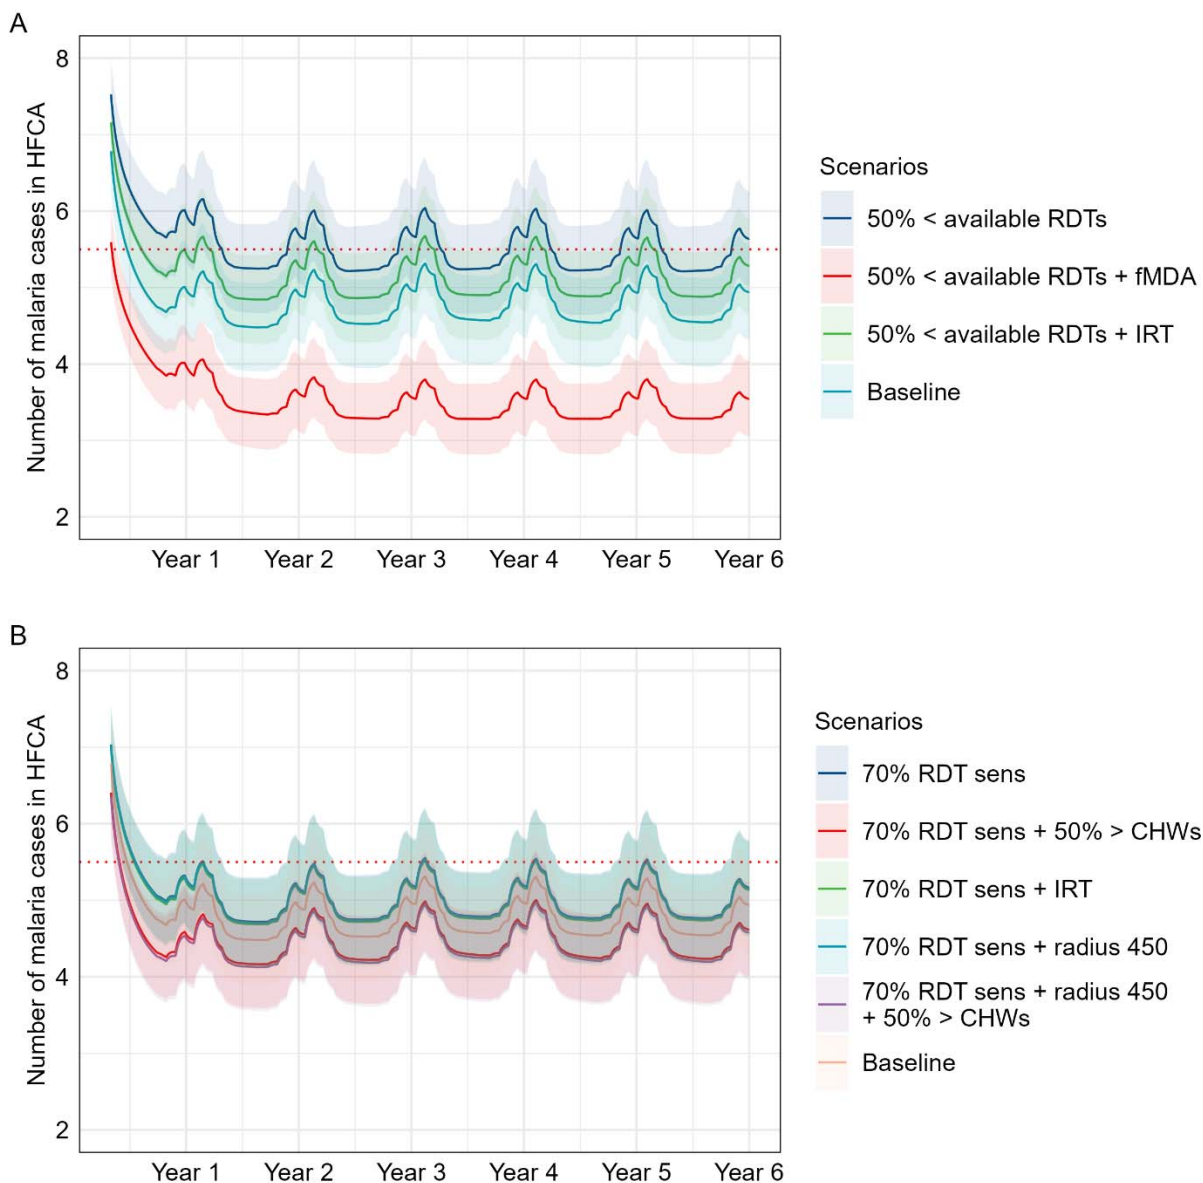 A
Number of malaria cases in HFCA
8
6
4
2
Year 1 Year 2 Year 3 Year 4 Year 5 Year 6
Scenarios
50% < available RDTs
50% < available RDTs + fMDA
50% < available RDTs + IRT
Baseline
B
Number of malaria cases in HFCA
8
6
4
2
Year 1 Year 2 Year 3 Year 4 Year 5 Year 6
Scenarios
70% RDT sens
70% RDT sens + 50% > CHWs
70% RDT sens + IRT
70% RDT sens + radius 450
70% RDT sens + radius 450
+ 50% > CHWs
Baseline